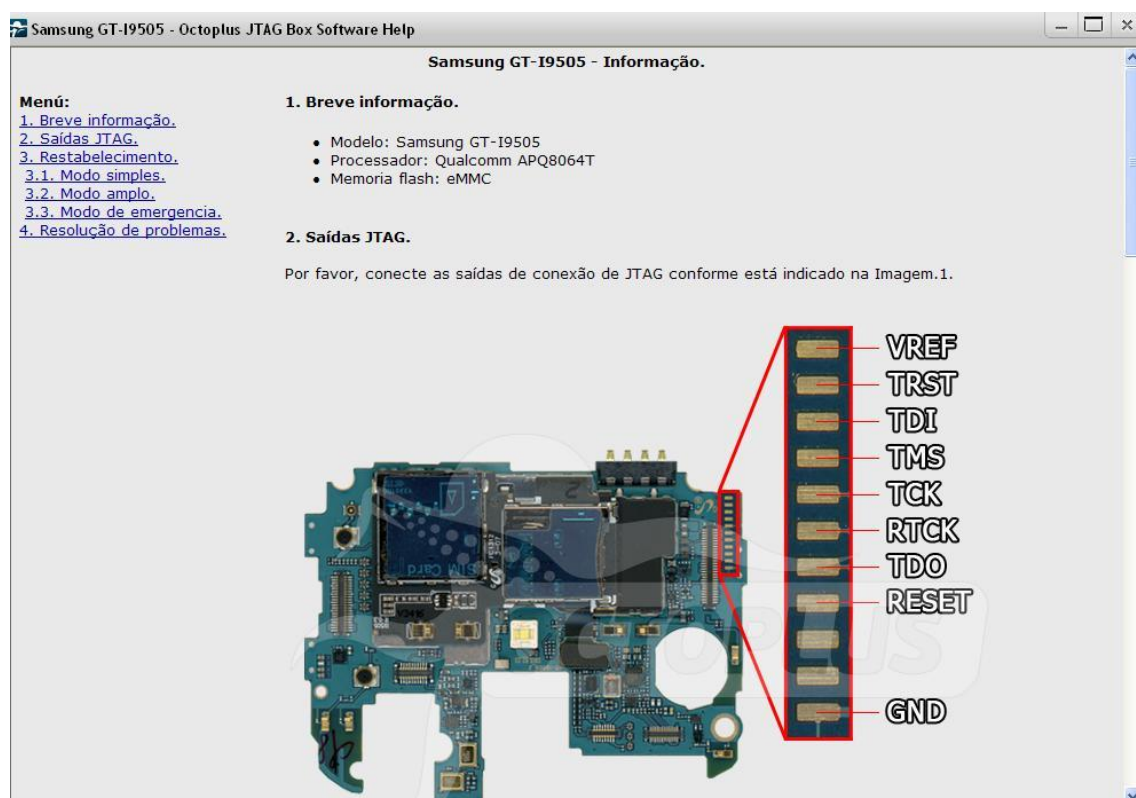 Samsung GT-I9505 - Octoplus JTAG Box Software Help
Samsung GT-I9505 - Informação.
Menú:
1. Breve informação.
2. Saídas JTAG.
3. Restabelecimento.
3.1. Modo simples.
3.2. Modo amplo.
3.3. Modo de emergencia.
4. Resolução de problemas.
1. Breve informação.
• Modelo: Samsung GT-I9505
• Processador: Qualcomm APQ8064T
• Memoria flash: eMMC
2. Saídas JTAG.
Por favor, conecte as saídas de conexão de JTAG conforme está indicado na Imagem.1.
VREF
TRST
TDI
TMS
TCK
RTCK
TDO
RESET
GND
SIM Card
OCTOPLUS